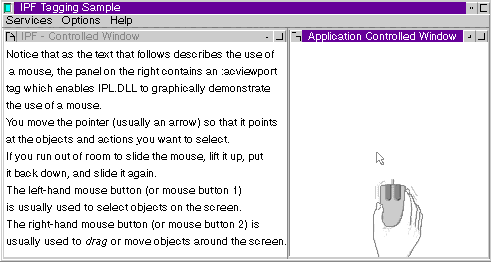 IPF Tagging Sample
Services Options Help
IPF - Controlled Window
Application Controlled Window
Notice that as the text that follows describes the use of
a mouse, the panel on the right contains an :acviewport
tag which enables IPL.DLL to graphically demonstrate
the use of a mouse.
You move the pointer (usually an arrow) so that it points
at the objects and actions you want to select.
If you run out of room to slide the mouse, lift it up, put
it back down, and slide it again.
The left-hand mouse button (or mouse button 1)
is usually used to select objects on the screen.
The right-hand mouse button (or mouse button 2) is
usually used to drag or move objects around the screen.